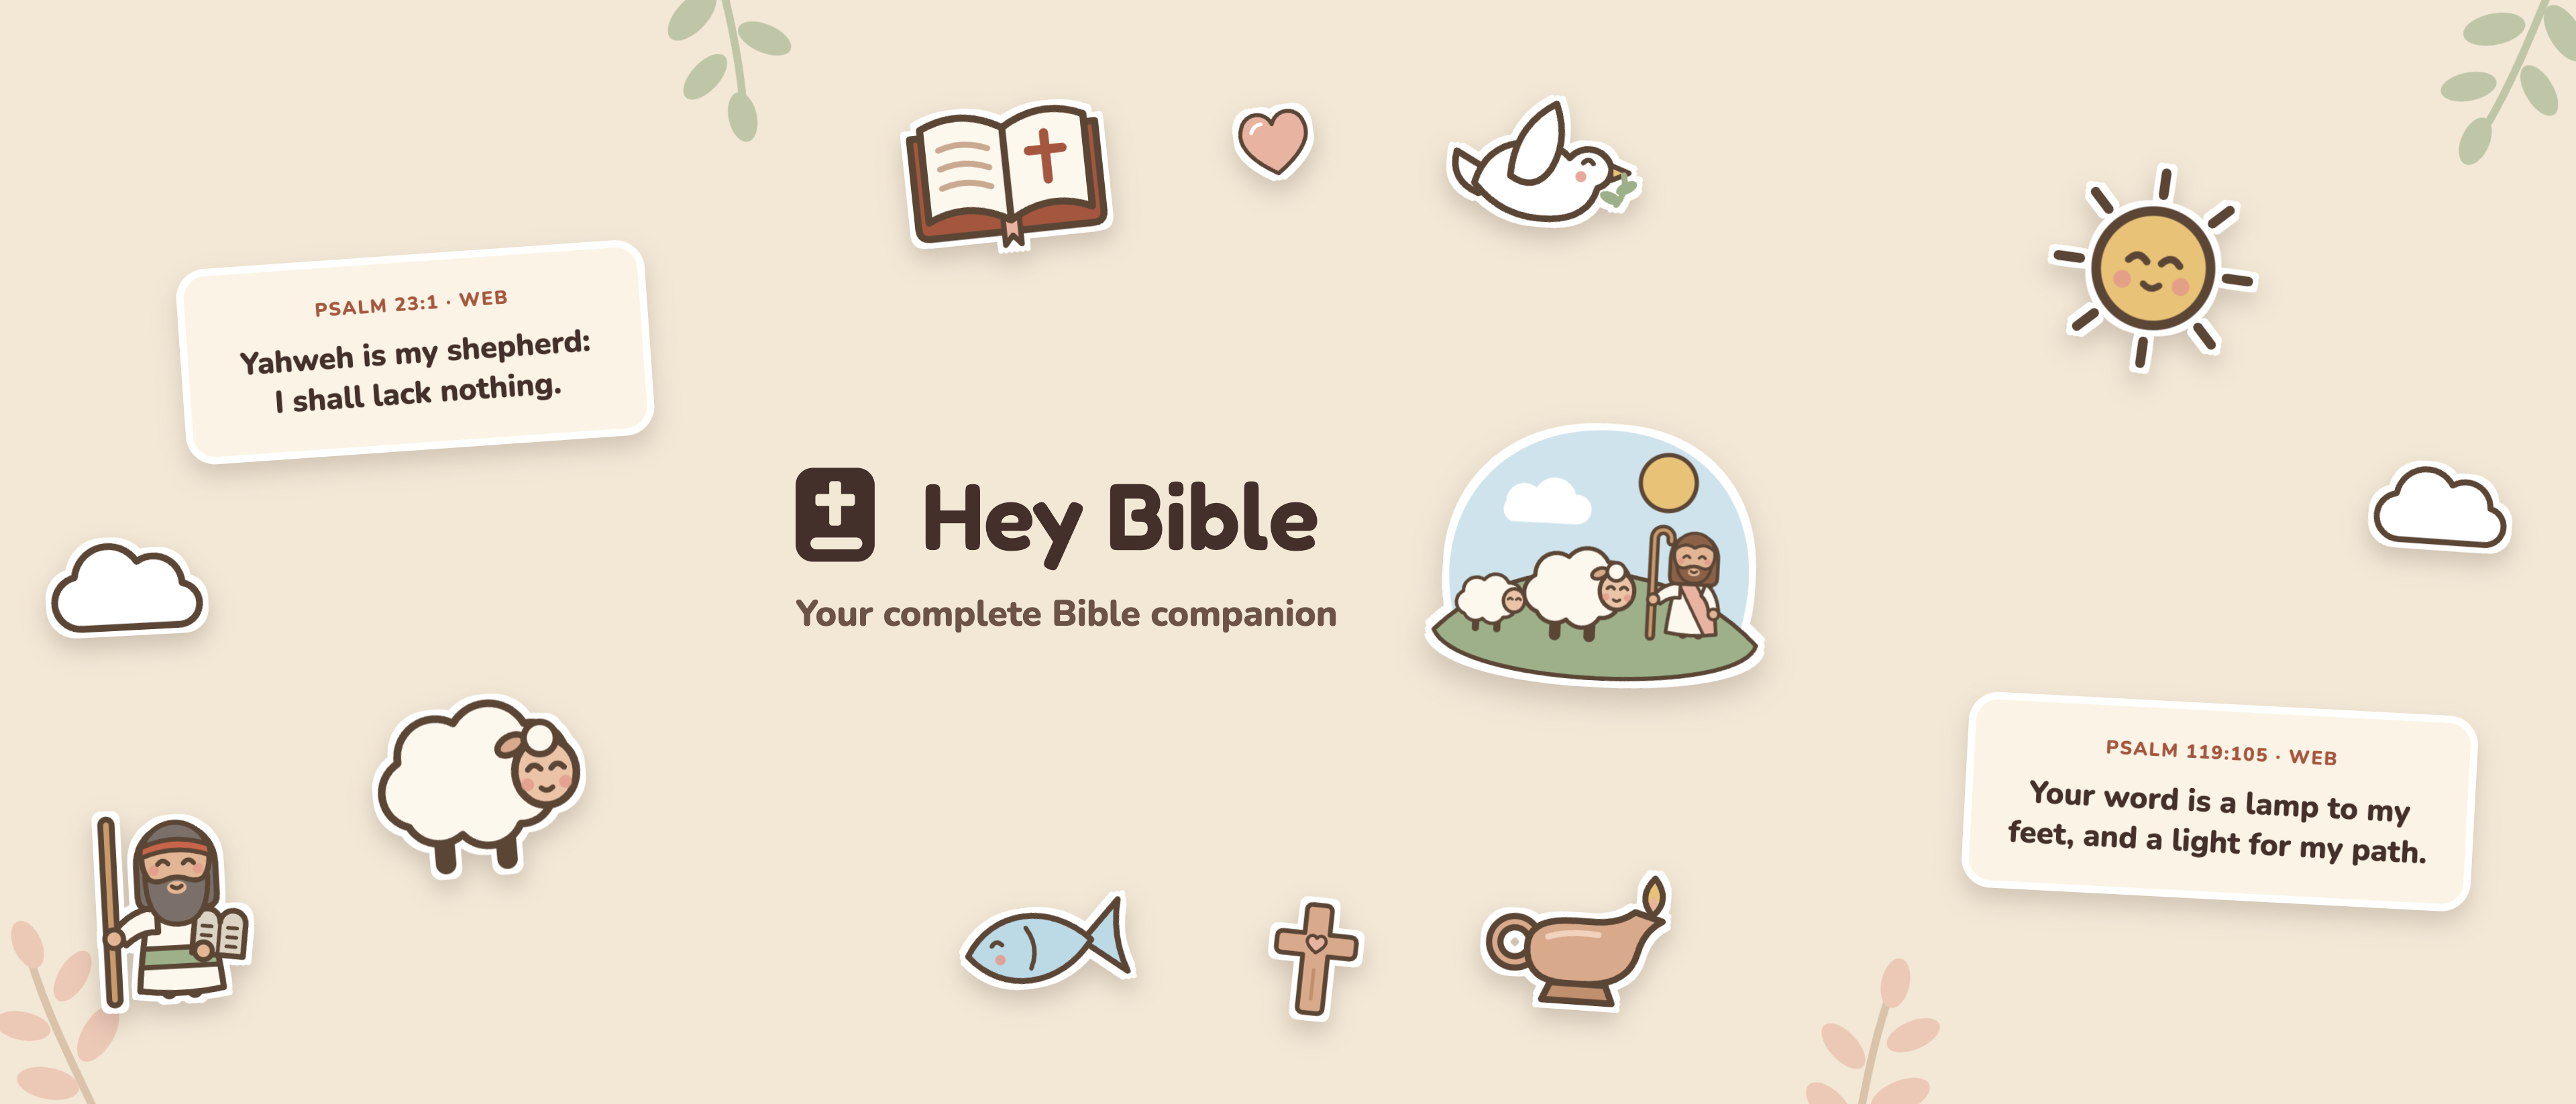 PSALM 23:1 · WEB
Yahweh is my shepherd:
I shall lack nothing.
Hey Bible
Your complete Bible companion
PSALM 119:105 · WEB
Your word is a lamp to my
feet, and a light for my path.